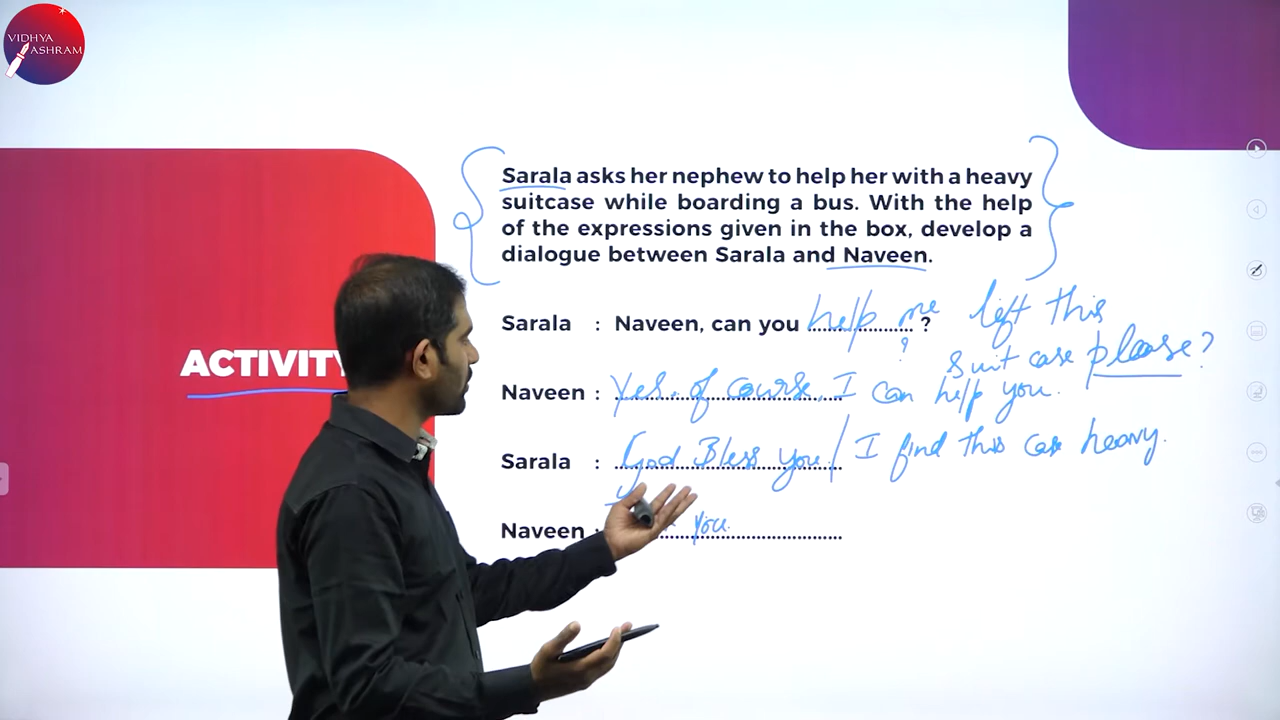 VIDHYA
ASHRAM
Sarala asks her nephew to help her with a heavy
suitcase while boarding a bus. With the help
of the expressions given in the box, develop a
dialogue between Sarala and Naveen.
Sarala : Naveen, can you help me ? left this
suit case please?
ACTIVITY
Naveen : Yes. of course, I can help you.
Sarala : God Bless you / I find this case heavy.
Naveen : you.